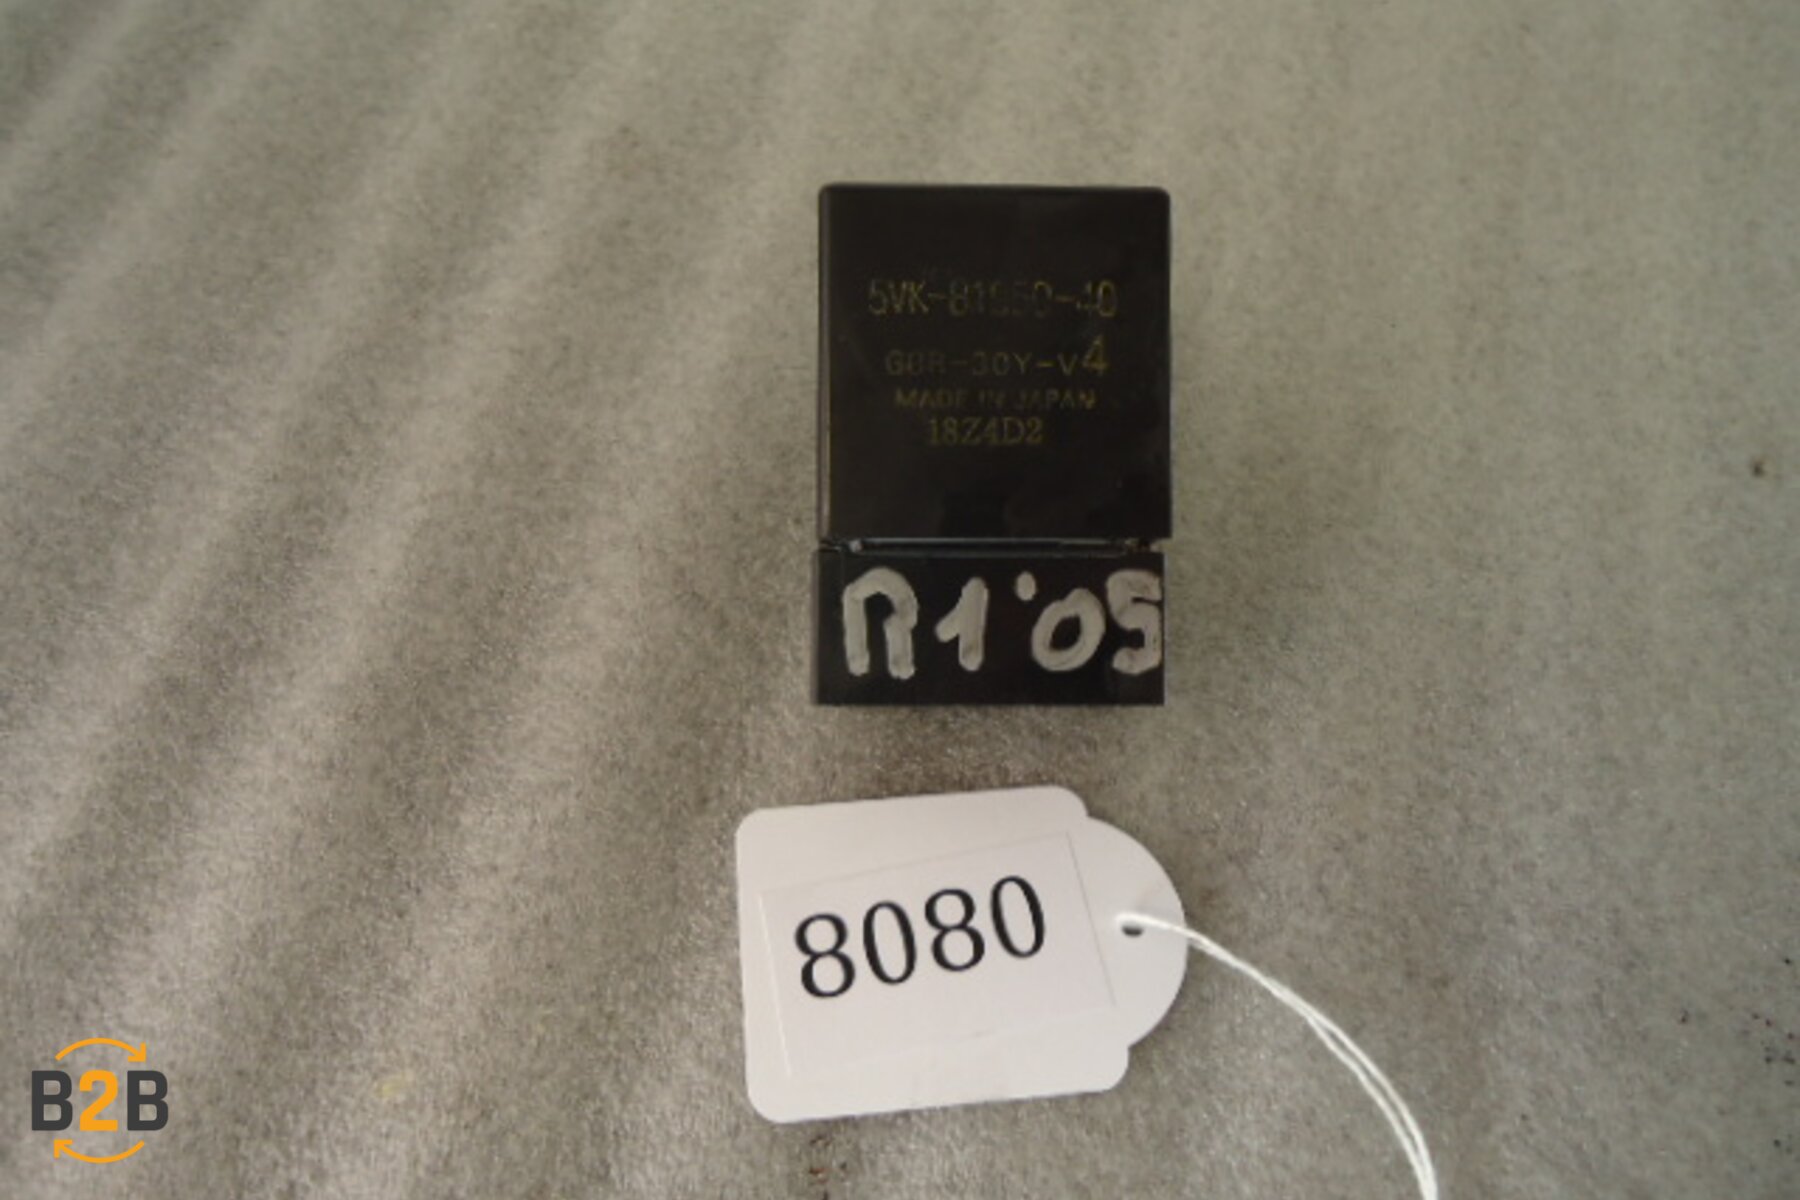 5VK-81950-40
G8R-30Y-V4
MADE IN JAPAN
18Z4D2
R1'05
8080
B2B